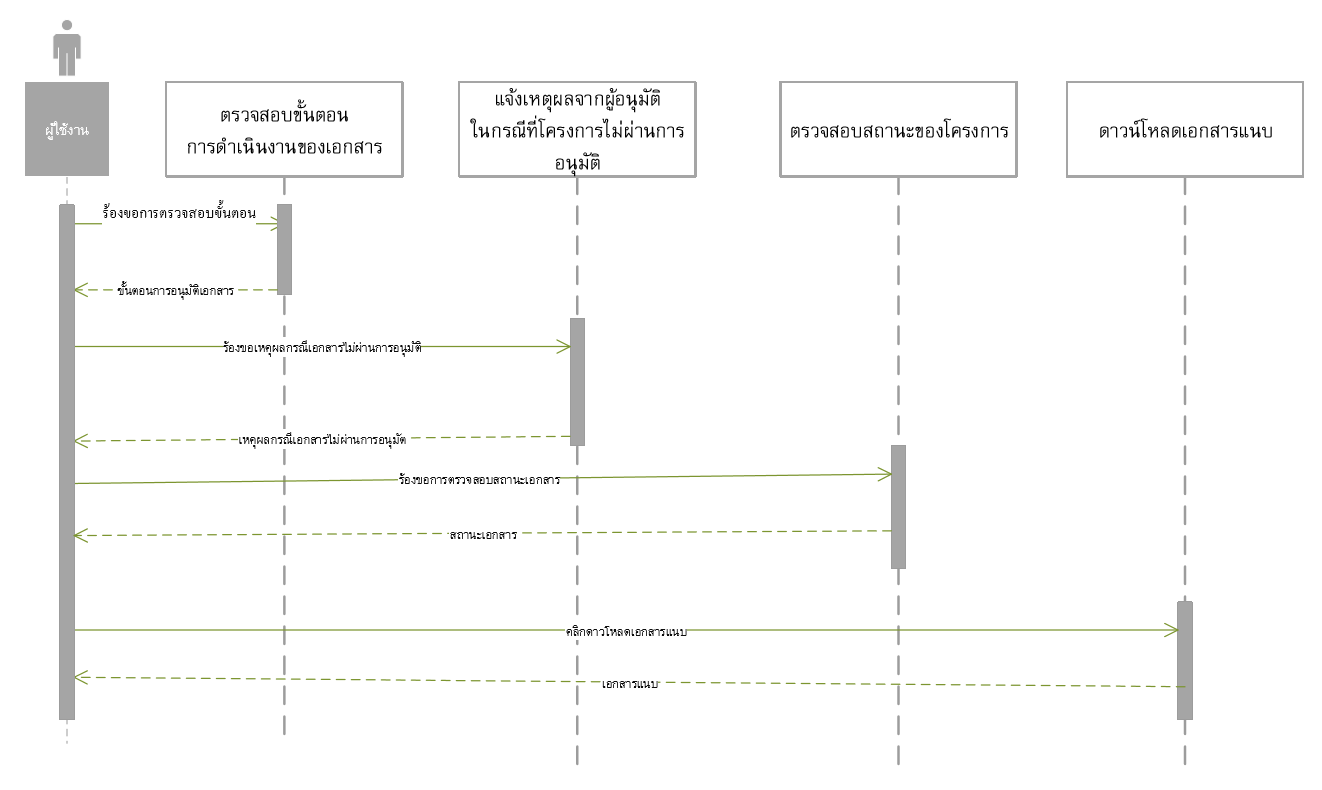 ผู้ใช้งาน
ตรวจสอบขั้นตอน
การดำเนินงานของเอกสาร
แจ้งเหตุผลจากผู้อนุมัติ
ในกรณีที่โครงการไม่ผ่านการ
อนุมัติ
ตรวจสอบสถานะของโครงการ
ดาวน์โหลดเอกสารแนบ
ร้องขอการตรวจสอบขั้นตอน
ขั้นตอนการอนุมัติเอกสาร
ร้องขอเหตุผลกรณีเอกสารไม่ผ่านการอนุมัติ
เหตุผลกรณีเอกสารไม่ผ่านการอนุมัต
ร้องขอการตรวจสอบสถานะเอกสาร
สถานะเอกสาร
คลิกดาวโหลดเอกสารแนบ
เอกสารแนบ